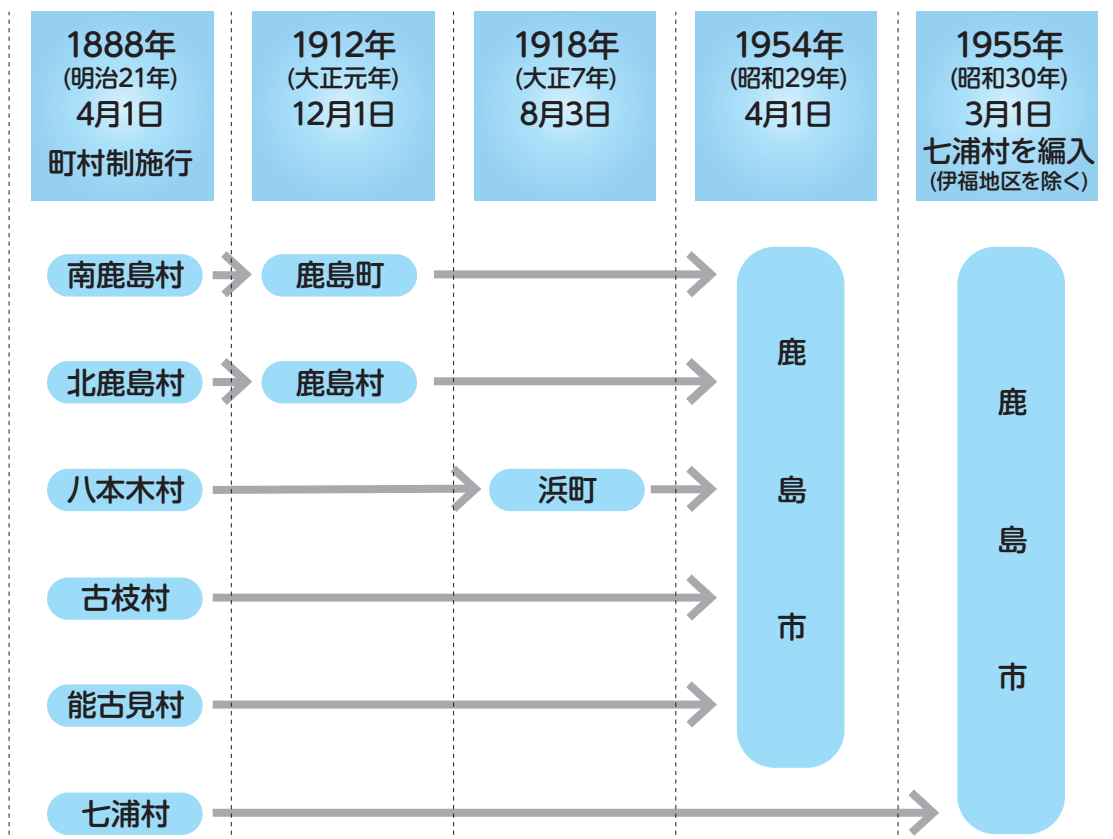 1888年
(明治21年)
4月1日
町村制施行
1912年
(大正元年)
12月1日
1918年
(大正7年)
8月3日
1954年
(昭和29年)
4月1日
1955年
(昭和30年)
3月1日
七浦村を編入
(伊福地区を除く)
南鹿島村
鹿島町
北鹿島村
鹿島村
八本木村
浜町
古枝村
能古見村
七浦村
鹿島市
鹿島市